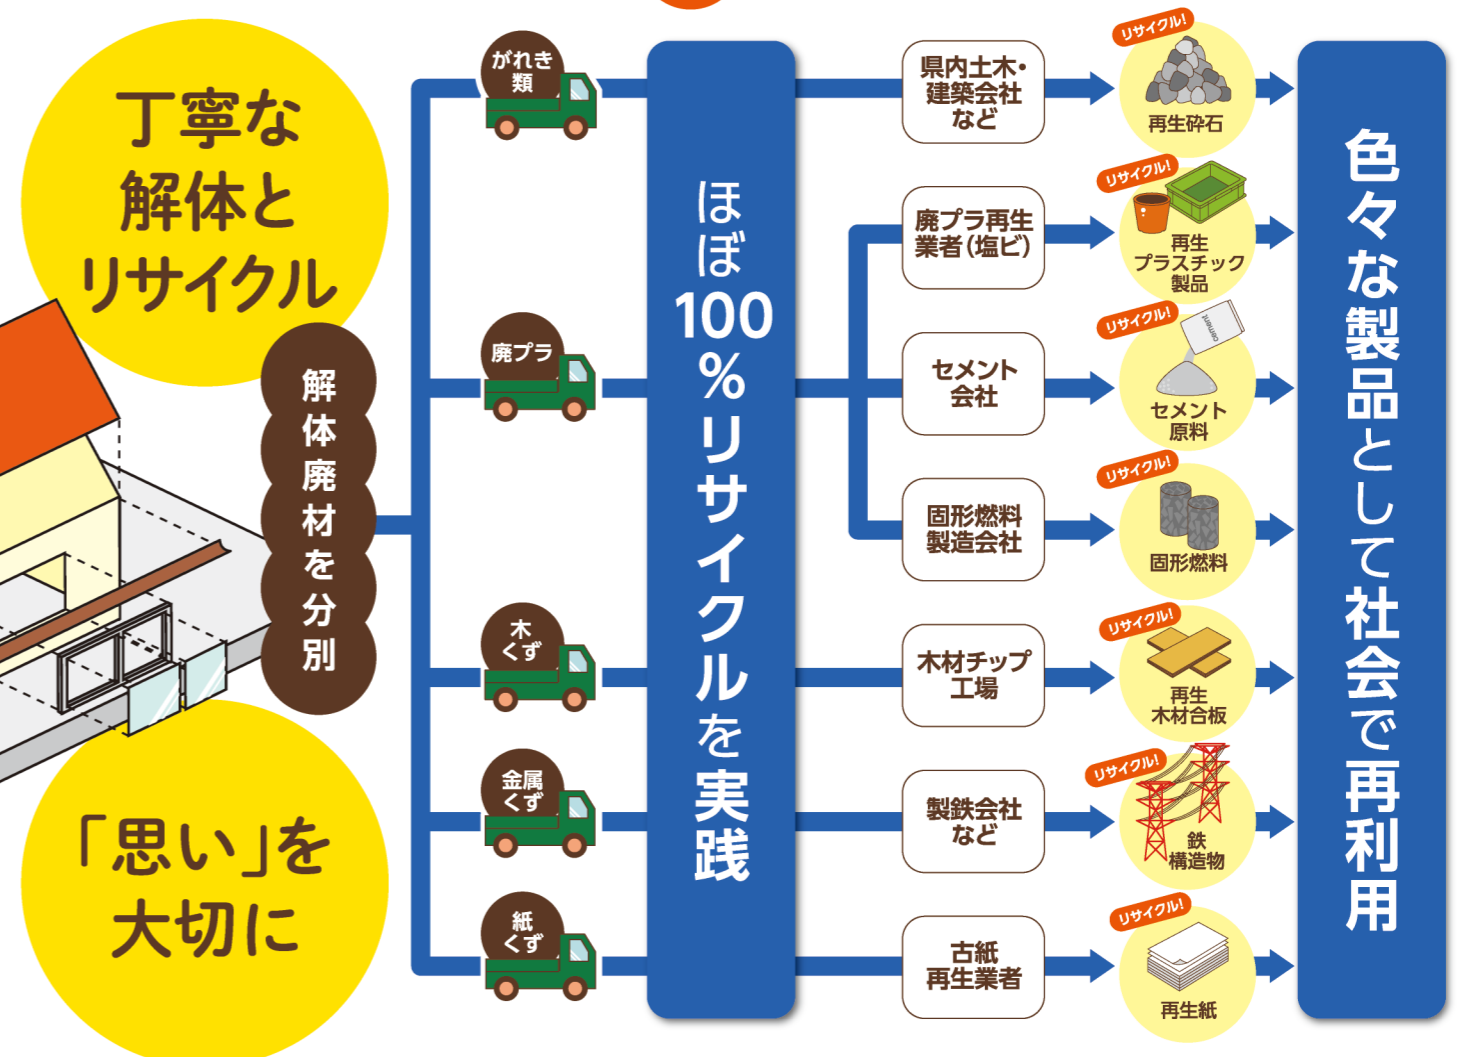 丁寧な
解体と
リサイクル
解体廃材を分別
「思い」を
大切に
がれき
類
廃プラ
木
くず
金属
くず
紙
くず
ほぼ100%リサイクルを実践
県内土木・
建築会社
など
リサイクル!
再生砕石
廃プラ再生
業者(塩ビ)
リサイクル!
再生
プラスチック
製品
セメント
会社
リサイクル!
cement
セメント
原料
固形燃料
製造会社
リサイクル!
固形燃料
木材チップ
工場
リサイクル!
再生
木材合板
製鉄会社
など
リサイクル!
鉄
構造物
古紙
再生業者
リサイクル!
再生紙
色々な製品として社会で再利用